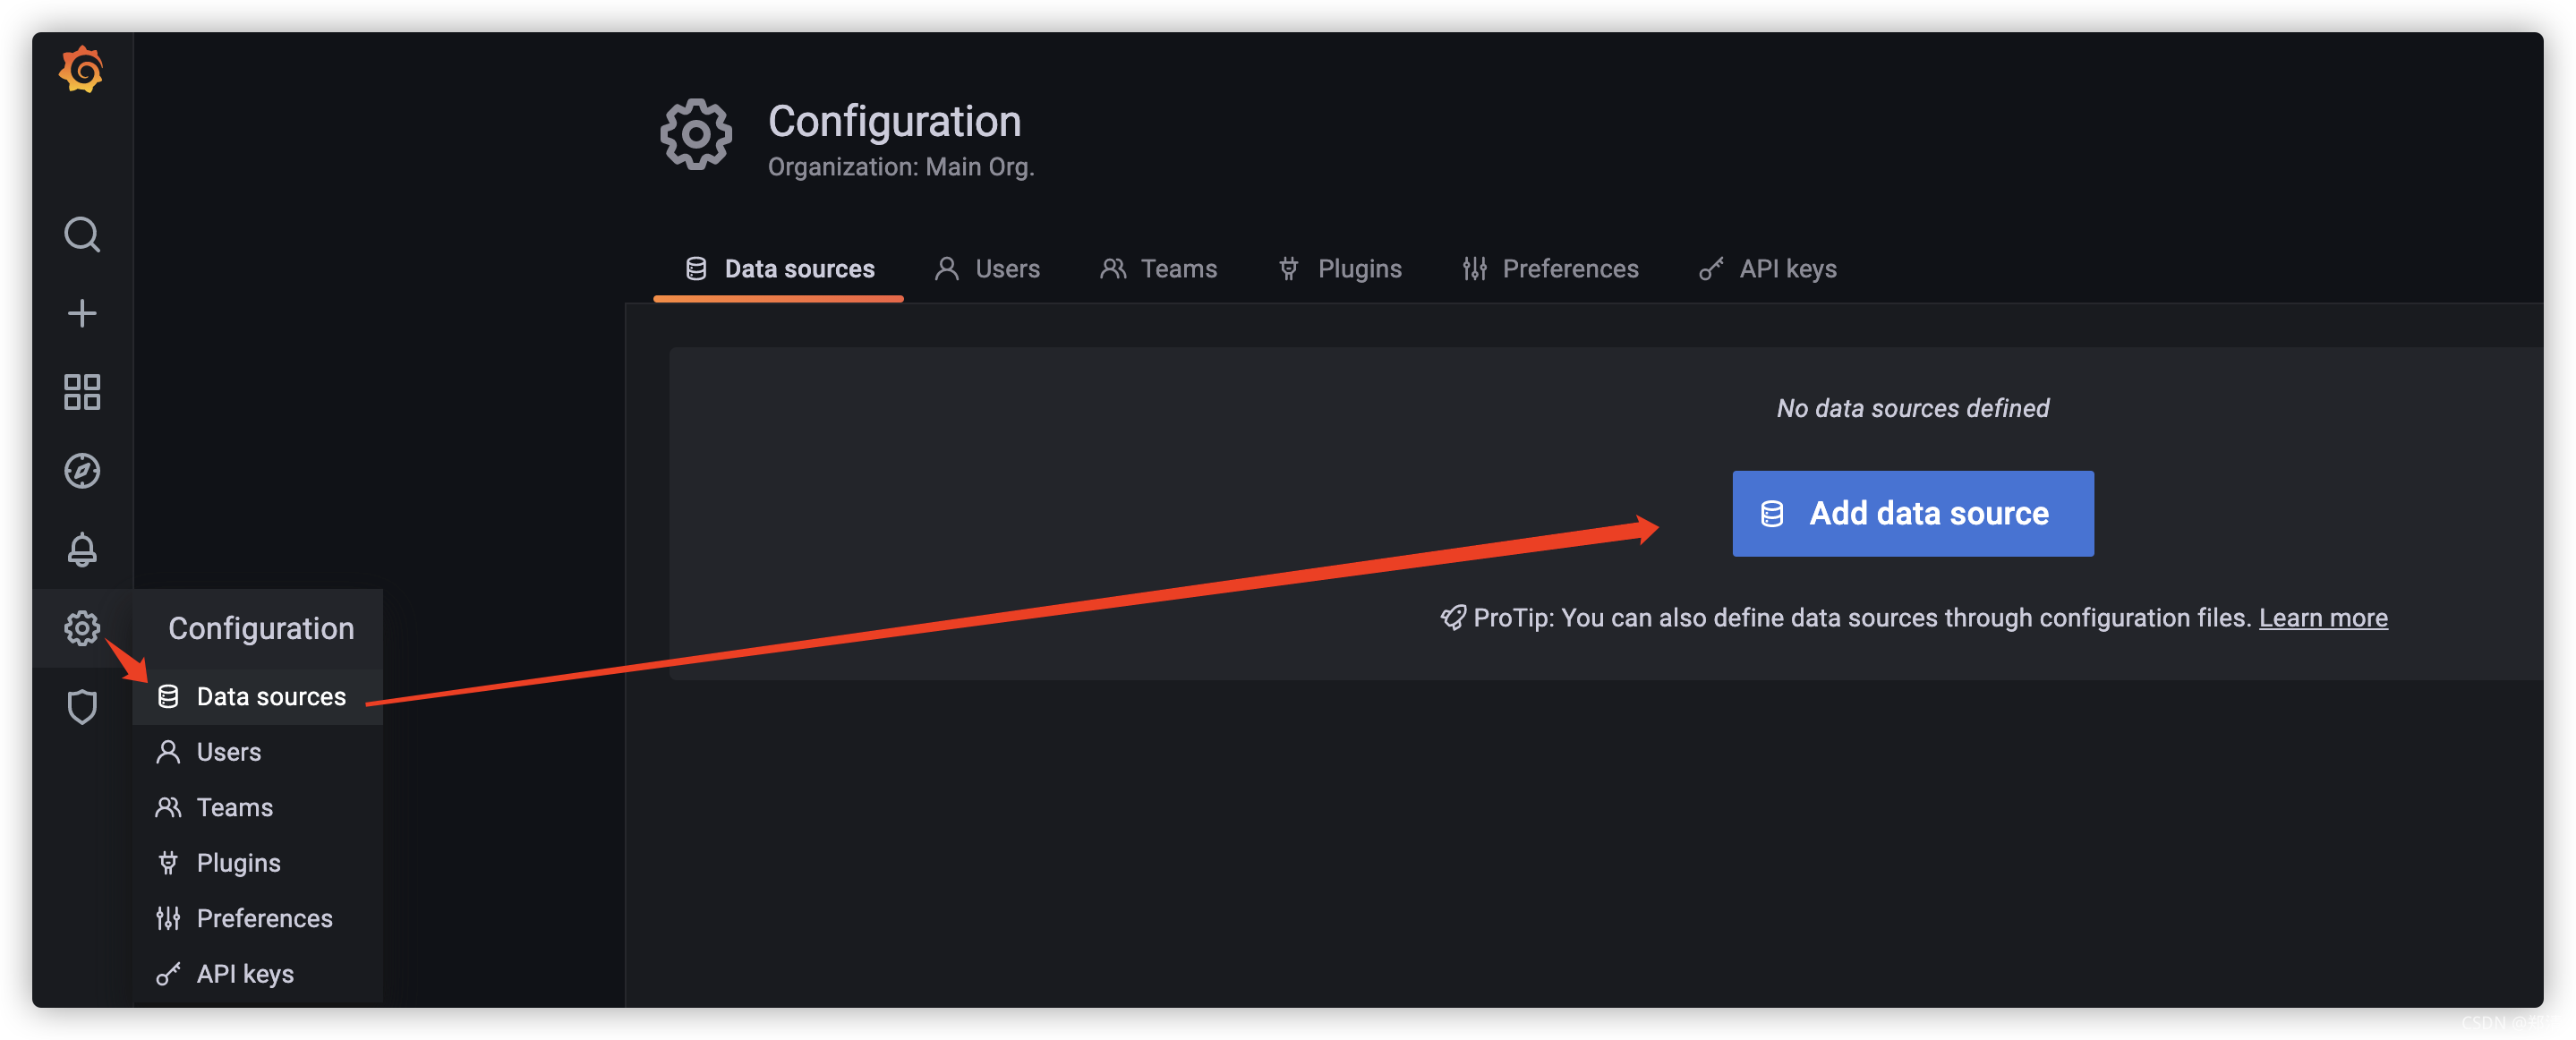 Configuration
Organization: Main Org.
Data sources
Users
Teams
Plugins
Preferences
API keys
No data sources defined
Add data source
ProTip: You can also define data sources through configuration files. Learn more
Configuration
Data sources
Users
Teams
Plugins
Preferences
API keys
CSDN